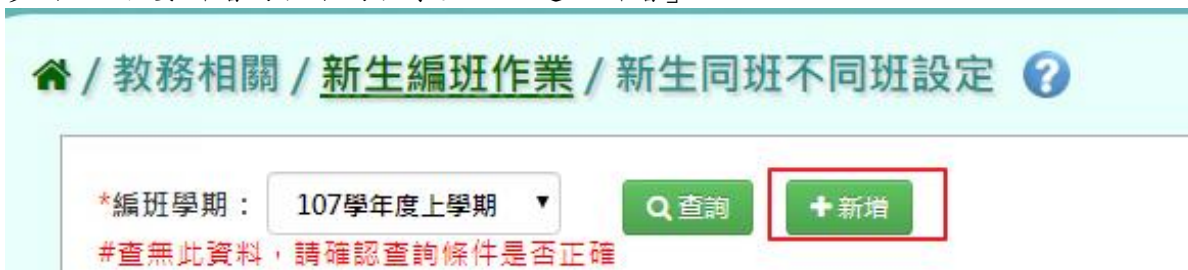 / 教務相關 / 新生編班作業 / 新生同班不同班設定 ?
*編班學期： 107學年度上學期 查詢 +新增
#查無此資料，請確認查詢條件是否正確